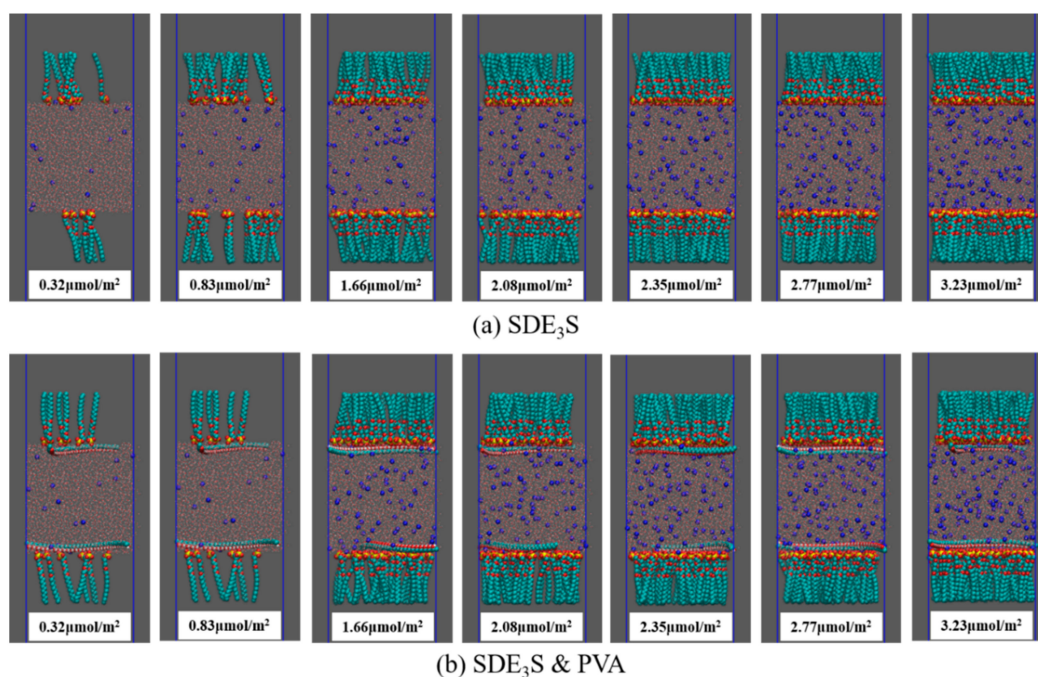 0.32μmol/m² 0.83μmol/m² 1.66μmol/m² 2.08μmol/m² 2.35μmol/m² 2.77μmol/m² 3.23μmol/m²
(a) SDE₃S
0.32μmol/m² 0.83μmol/m² 1.66μmol/m² 2.08μmol/m² 2.35μmol/m² 2.77μmol/m² 3.23μmol/m²
(b) SDE₃S & PVA